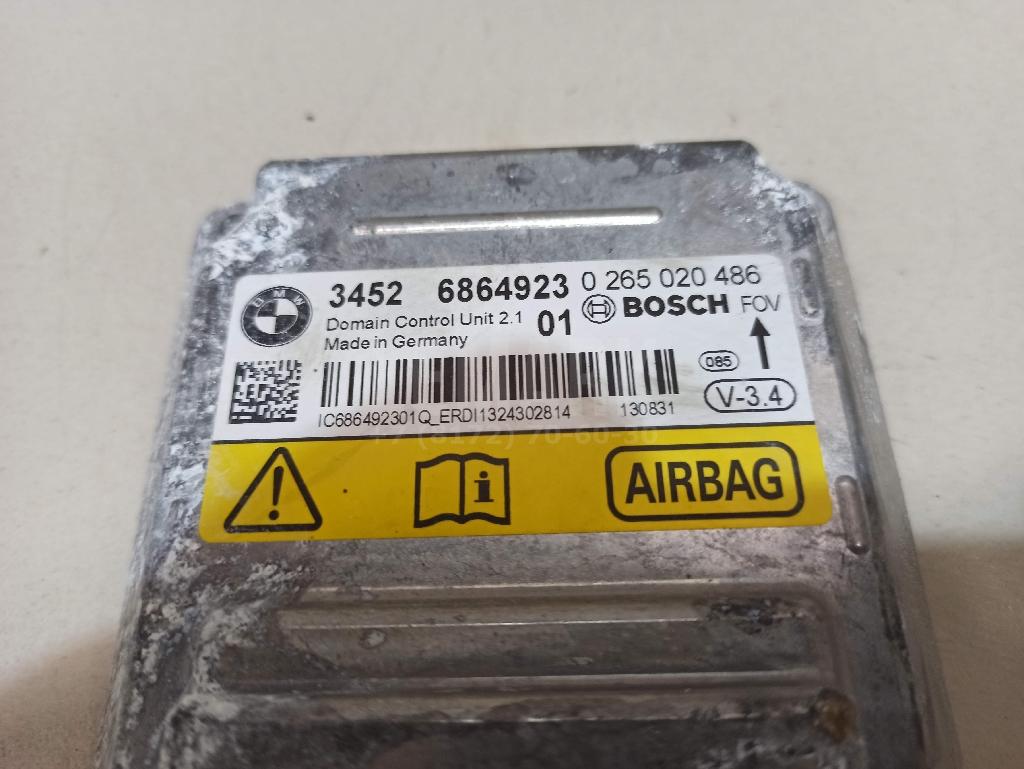 BMW
3452 6864923 01
Domain Control Unit 2.1
Made in Germany
0 265 020 486
BOSCH FOV
085
V-3.4
IC686492301Q_ERDI1324302814 130831
AIRBAG